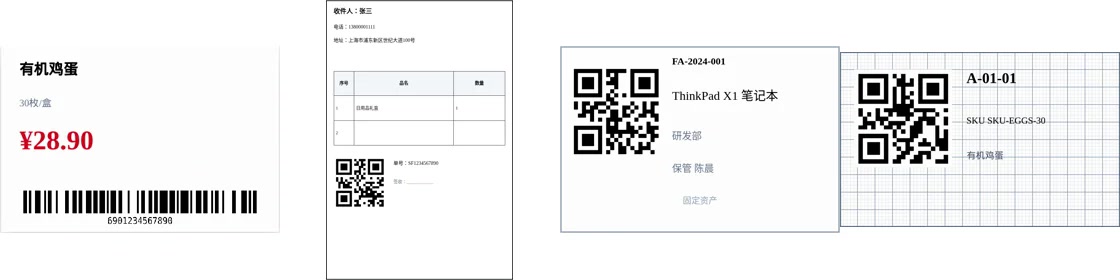 有机鸡蛋
30枚/盒
¥28.90
6901234567890
收件人：张三
电话：13800001111
地址：上海市浦东新区世纪大道100号
序号 品名 数量
1 日用品礼盒 1
2
单号：SF1234567890
签收：
FA-2024-001
ThinkPad X1 笔记本
研发部
保管 陈晨
固定资产
A-01-01
SKU SKU-EGGS-30
有机鸡蛋